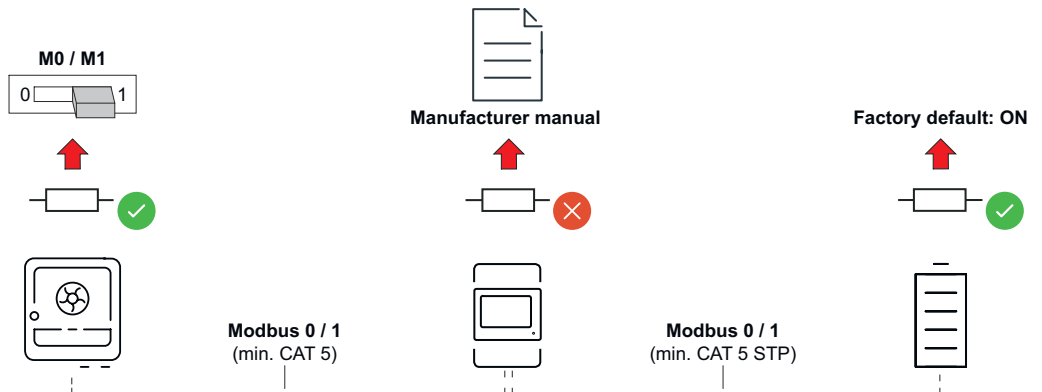 M0 / M1
0 1
Manufacturer manual
Factory default: ON
Modbus 0 / 1
(min. CAT 5)
Modbus 0 / 1
(min. CAT 5 STP)